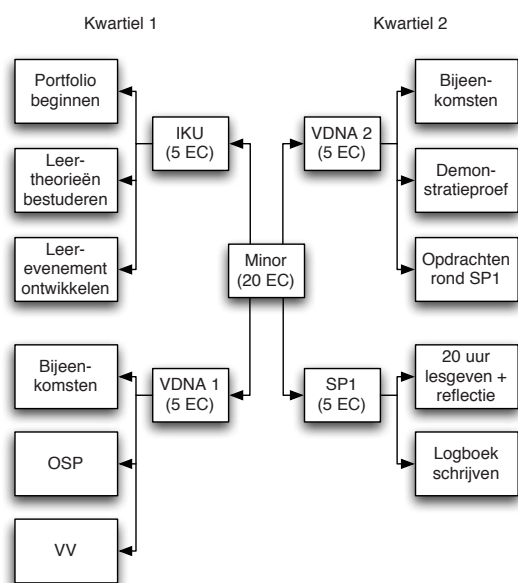 Kwartiel 1
Kwartiel 2
Portfolio
beginnen
IKU
(5 EC)
Leer-
theorieën
bestuderen
Leer-
evenement
ontwikkelen
VDNA 2
(5 EC)
Bijeen-
komsten
Demon-
stratieproef
Opdrachten
rond SP1
Minor
(20 EC)
Bijeen-
komsten
VDNA 1
(5 EC)
OSP
VV
SP1
(5 EC)
20 uur
lesgeven +
reflectie
Logboek
schrijven